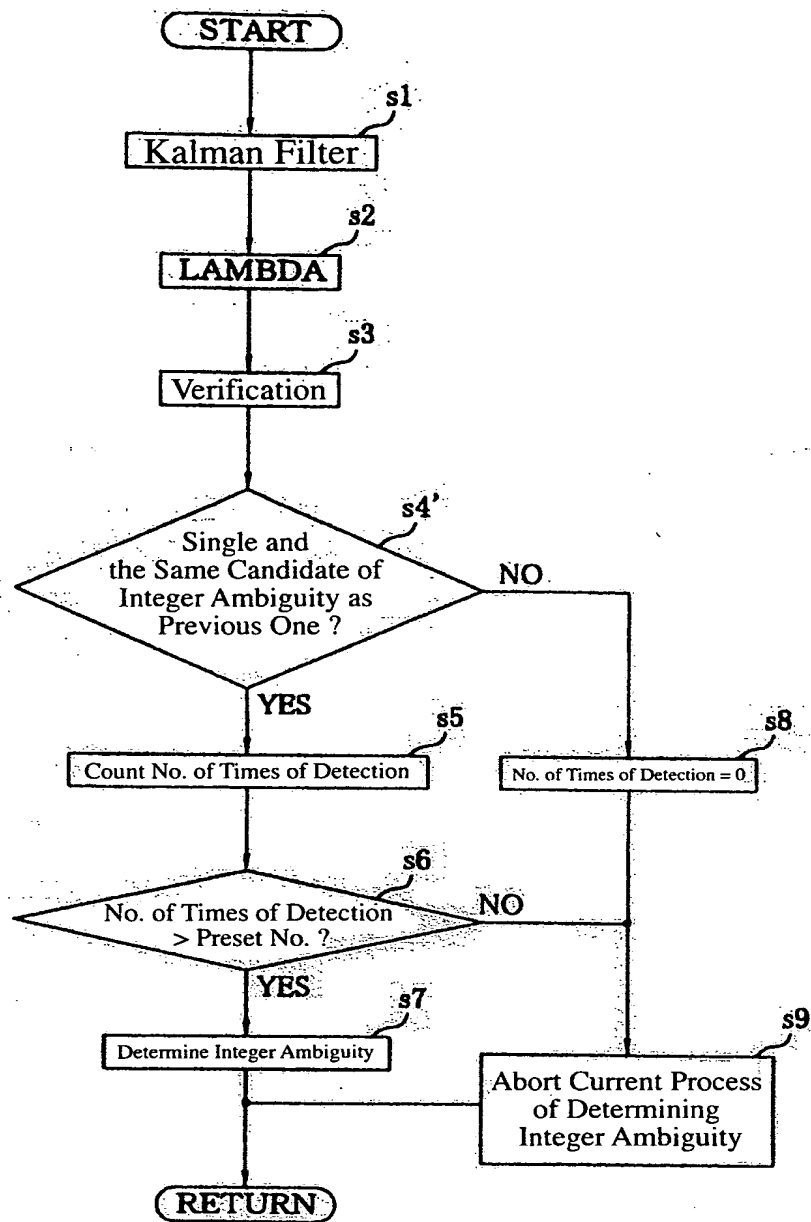 START
s1
Kalman Filter
s2
LAMBDA
s3
Verification
s4'
Single and
the Same Candidate of
Integer Ambiguity as
Previous One ?
NO
YES
s5
Count No. of Times of Detection
s8
No. of Times of Detection = 0
s6
No. of Times of Detection
> Preset No. ?
NO
YES
s7
Determine Integer Ambiguity
s9
Abort Current Process
of Determining
Integer Ambiguity
RETURN